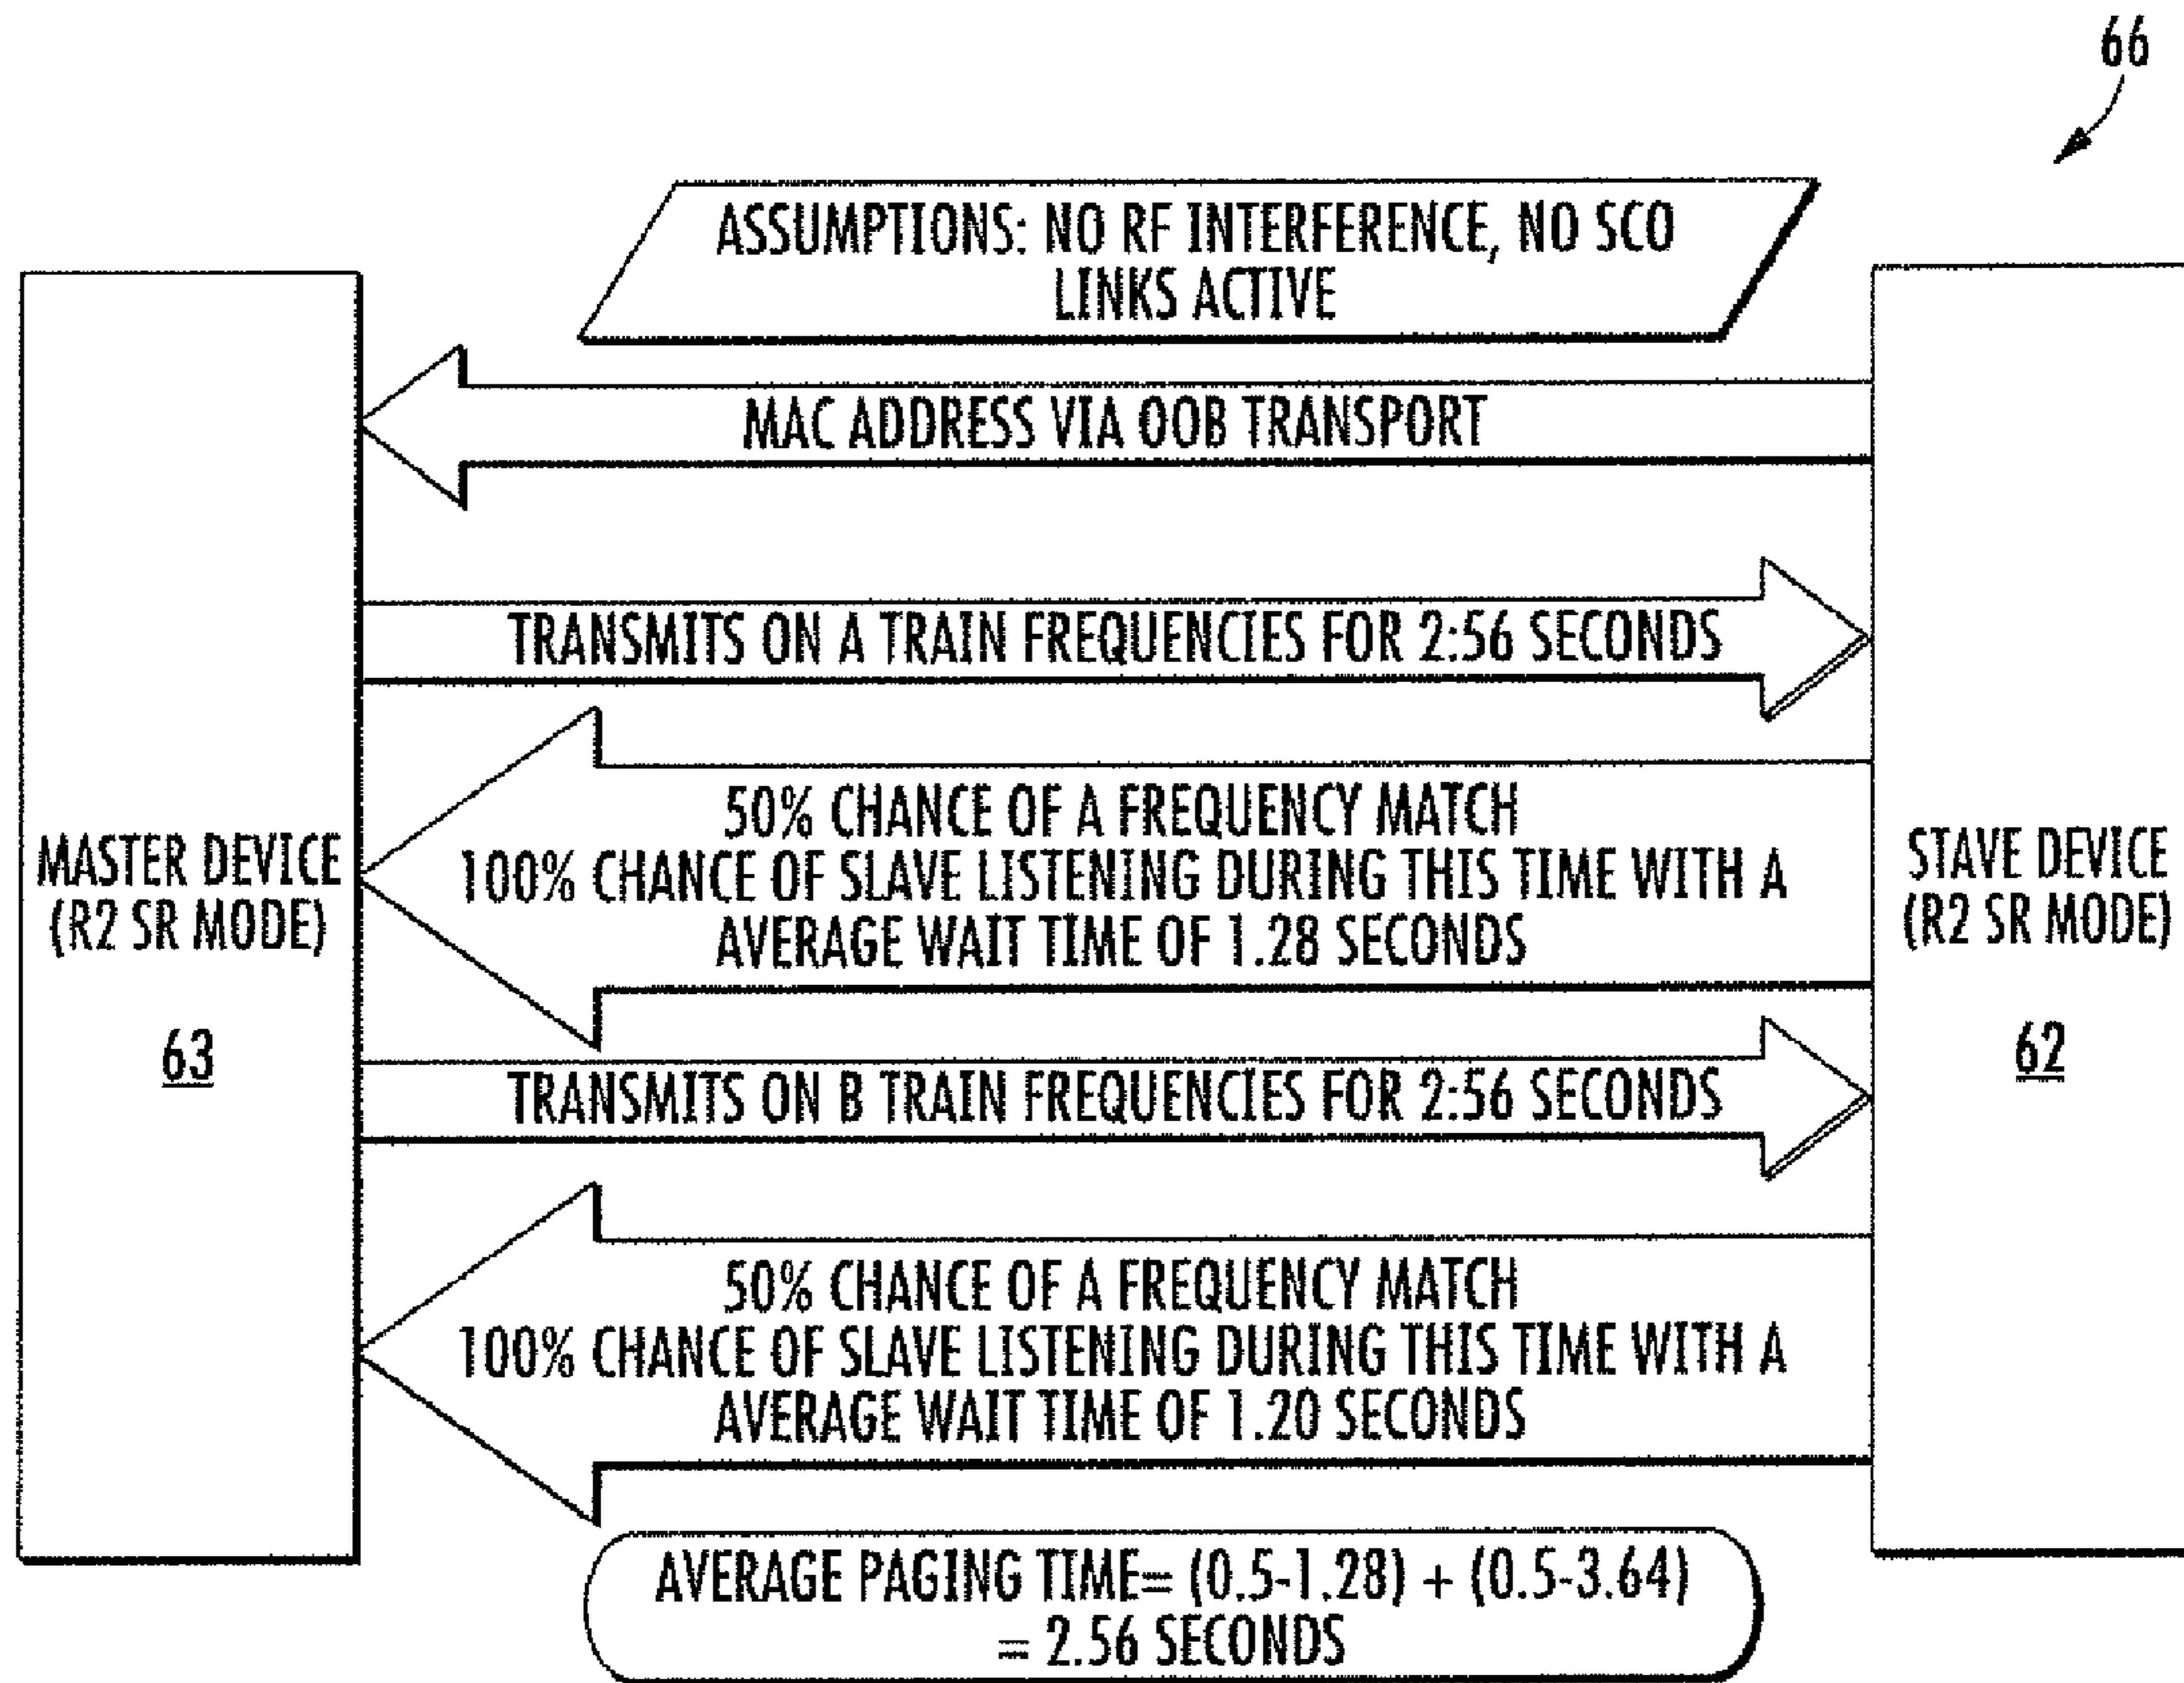 66
ASSUMPTIONS: NO RF INTERFERENCE, NO SCO
LINKS ACTIVE
MAC ADDRESS VIA OOB TRANSPORT
TRANSMITS ON A TRAIN FREQUENCIES FOR 2:56 SECONDS
50% CHANCE OF A FREQUENCY MATCH
100% CHANCE OF SLAVE LISTENING DURING THIS TIME WITH A
AVERAGE WAIT TIME OF 1.28 SECONDS
MASTER DEVICE
(R2 SR MODE)
63
STAVE DEVICE
(R2 SR MODE)
62
TRANSMITS ON B TRAIN FREQUENCIES FOR 2:56 SECONDS
50% CHANCE OF A FREQUENCY MATCH
100% CHANCE OF SLAVE LISTENING DURING THIS TIME WITH A
AVERAGE WAIT TIME OF 1.20 SECONDS
AVERAGE PAGING TIME= (0.5-1.28) + (0.5-3.64)
= 2.56 SECONDS